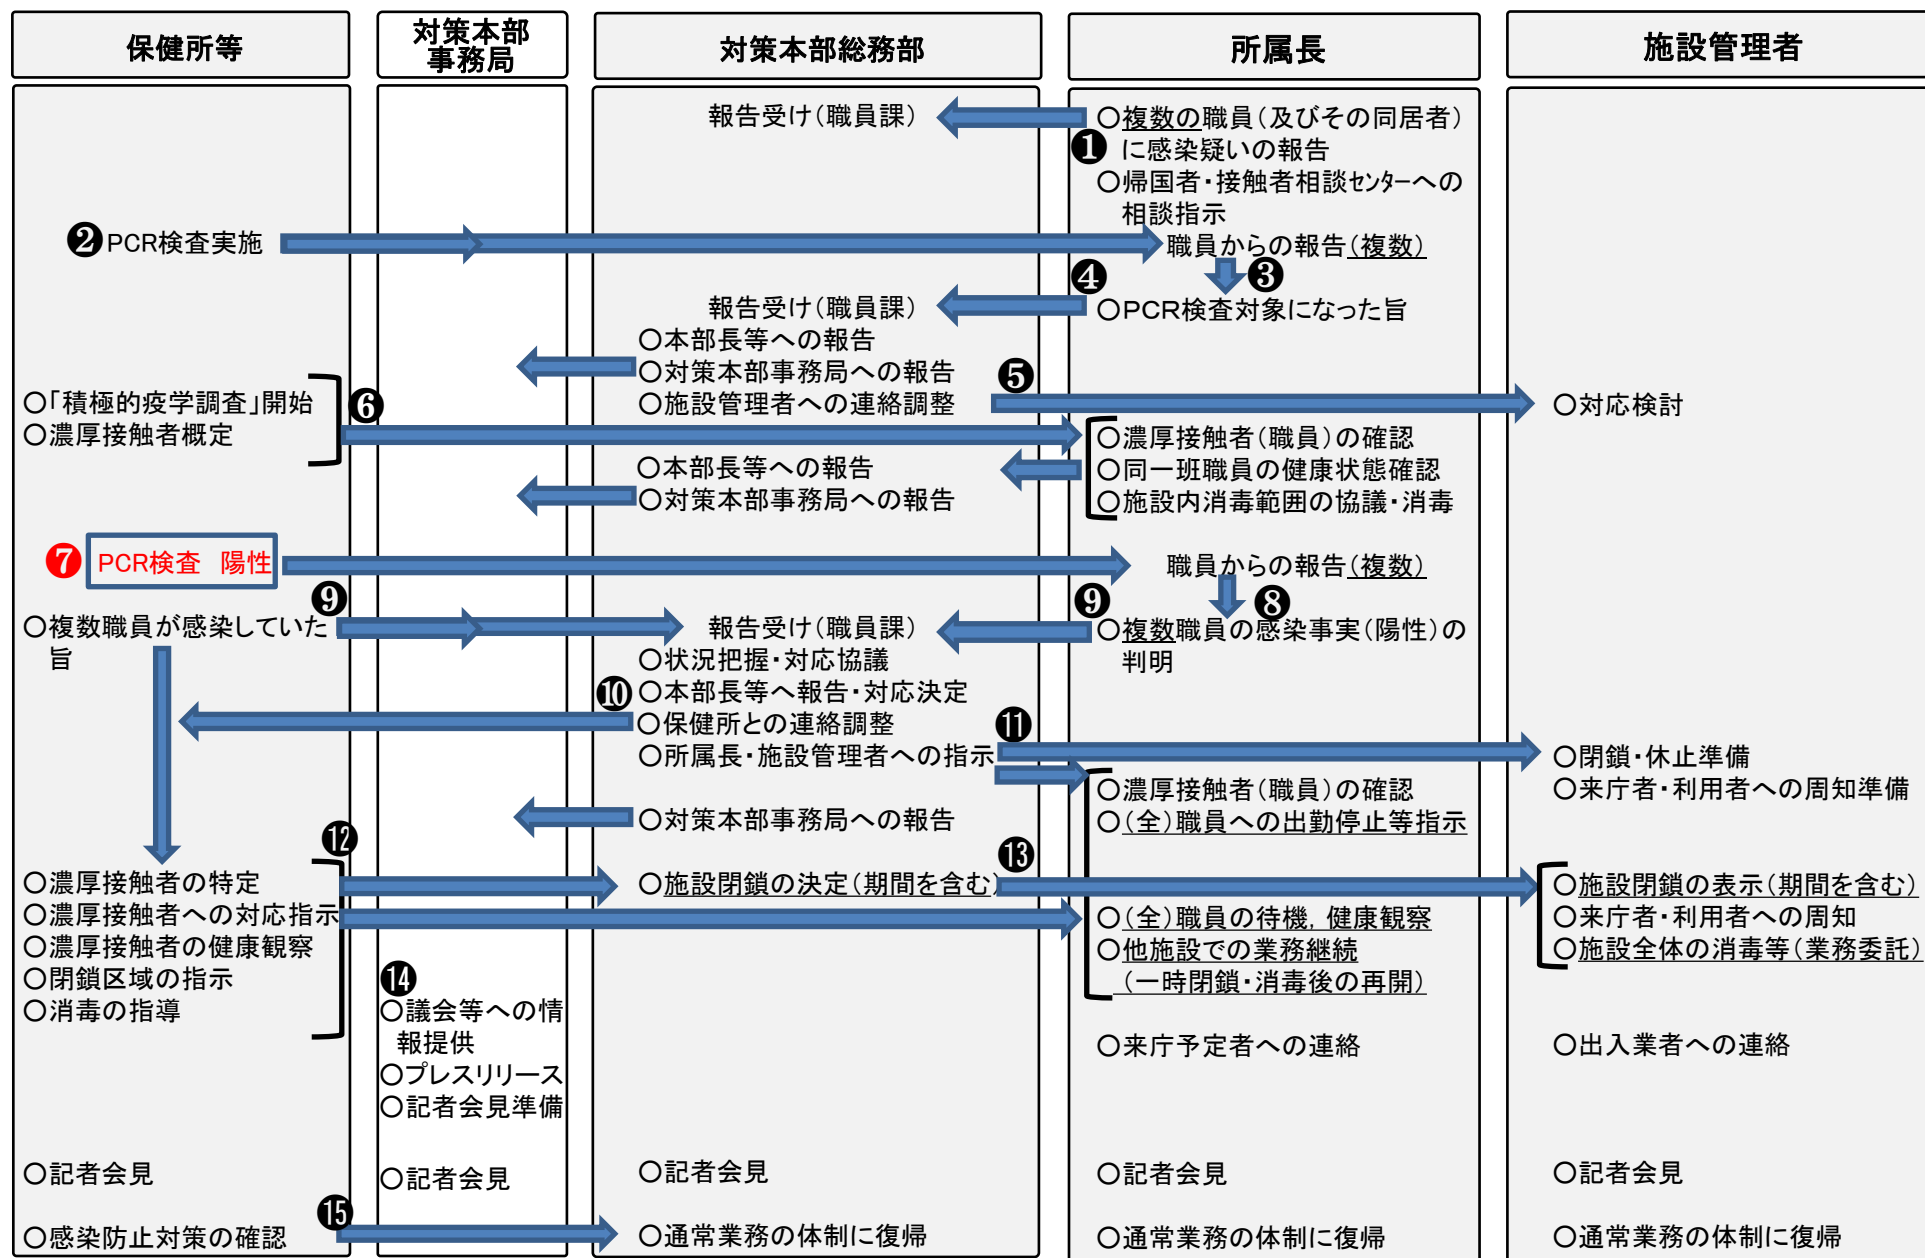 保健所等
対策本部
事務局
対策本部総務部
所属長
施設管理者
報告受け(職員課)
❶
○複数の職員(及びその同居者)
に感染疑いの報告
○帰国者・接触者相談ｾﾝﾀｰへの
相談指示
❷PCR検査実施
職員からの報告(複数)
❸
❹
報告受け(職員課)
○PCR検査対象になった旨
○本部長等への報告
○対策本部事務局への報告
○施設管理者への連絡調整
❺
○対応検討
○「積極的疫学調査」開始
○濃厚接触者概定
❻
○濃厚接触者(職員)の確認
○同一班職員の健康状態確認
○施設内消毒範囲の協議・消毒
○本部長等への報告
○対策本部事務局への報告
❼
PCR検査　陽性
職員からの報告(複数)
❽
❾
○複数職員が感染していた
旨
❾
報告受け(職員課)
○複数職員の感染事実(陽性)の
判明
○状況把握・対応協議
❿
○本部長等へ報告・対応決定
○保健所との連絡調整
○所属長・施設管理者への指示
⓫
○閉鎖・休止準備
○来庁者・利用者への周知準備
○濃厚接触者(職員)の確認
○(全)職員への出勤停止等指示
○対策本部事務局への報告
⓬
○濃厚接触者の特定
○濃厚接触者への対応指示
○濃厚接触者の健康観察
○閉鎖区域の指示
○消毒の指導
○施設閉鎖の決定(期間を含む)
⓭
○(全)職員の待機，健康観察
○他施設での業務継続
(一時閉鎖・消毒後の再開)
○施設閉鎖の表示(期間を含む)
○来庁者・利用者への周知
○施設全体の消毒等(業務委託)
⓮
○議会等への情
報提供
○プレスリリース
○記者会見準備
○来庁予定者への連絡
○出入業者への連絡
○記者会見
○記者会見
○記者会見
○記者会見
○記者会見
○感染防止対策の確認
⓯
○通常業務の体制に復帰
○通常業務の体制に復帰
○通常業務の体制に復帰